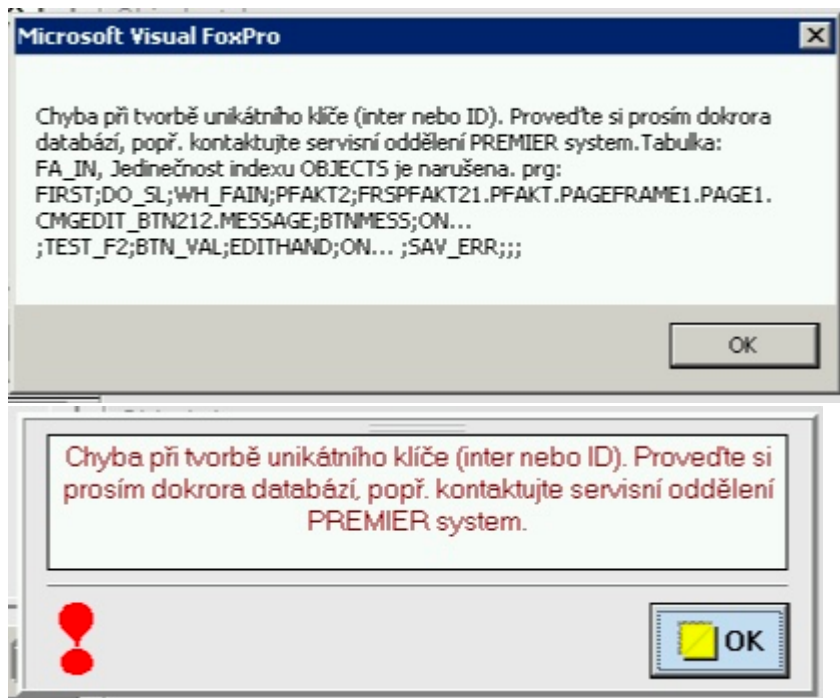 Microsoft Visual FoxPro
Chyba při tvorbě unikátního klíče (inter nebo ID). Proveďte si prosím dokrora
databází, popř. kontaktujte servisní oddělení PREMIER system.Tabulka:
FA_IN, Jedinečnost indexu OBJECTS je narušena. prg:
FIRST;DO_SL;WH_FAIN;PFAKT2;FRSPFAKT21.PFAKT.PAGEFRAME1.PAGE1.
CMGEDIT_BTN212.MESSAGE;BTNMESS;ON...
;TEST_F2;BTN_VAL;EDITHAND;ON... ;SAV_ERR;;;
OK
Chyba při tvorbě unikátního klíče (inter nebo ID). Proveďte si
prosím dokrora databází, popř. kontaktujte servisní oddělení
PREMIER system.
OK